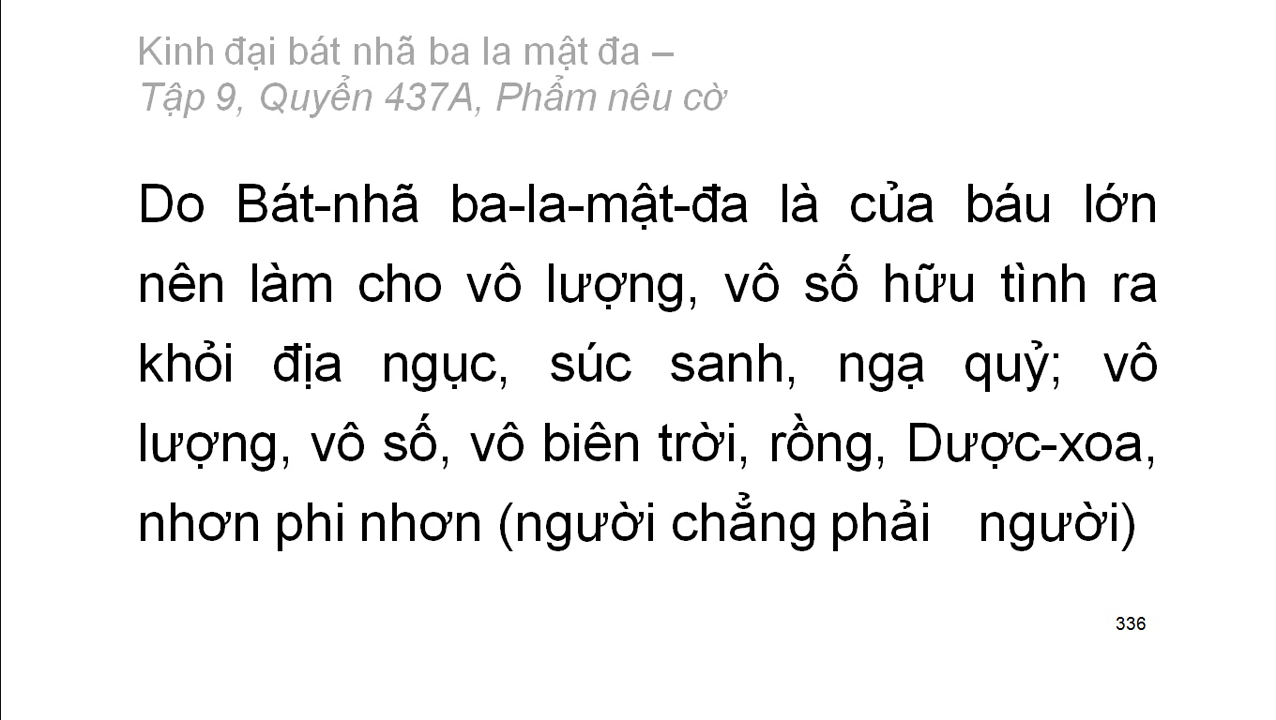 Kinh đại bát nhã ba la mật đa –
Tập 9, Quyển 437A, Phẩm nêu cờ
Do Bát-nhã ba-la-mật-đa là của báu lớn
nên làm cho vô lượng, vô số hữu tình ra
khỏi địa ngục, súc sanh, ngạ quỷ; vô
lượng, vô số, vô biên trời, rồng, Dược-xoa,
nhơn phi nhơn (người chẳng phải người)
336